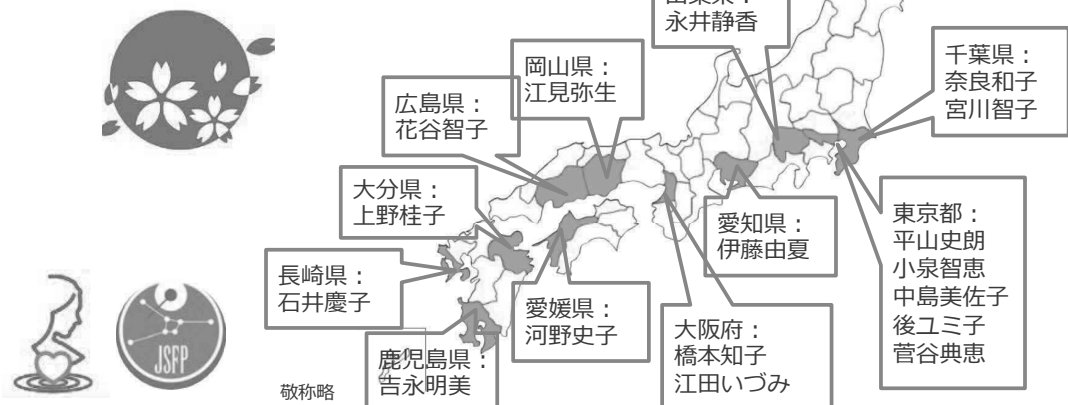 永井静香
岡山県：
江見弥生
千葉県：
奈良和子
宮川智子
広島県：
花谷智子
大分県：
上野桂子
東京都：
平山史朗
小泉智恵
中島美佐子
後ユミ子
菅谷典恵
愛知県：
伊藤由夏
長崎県：
石井慶子
愛媛県：
河野史子
大阪府：
橋本知子
江田いづみ
鹿児島県：
吉永明美
敬称略
JSFP